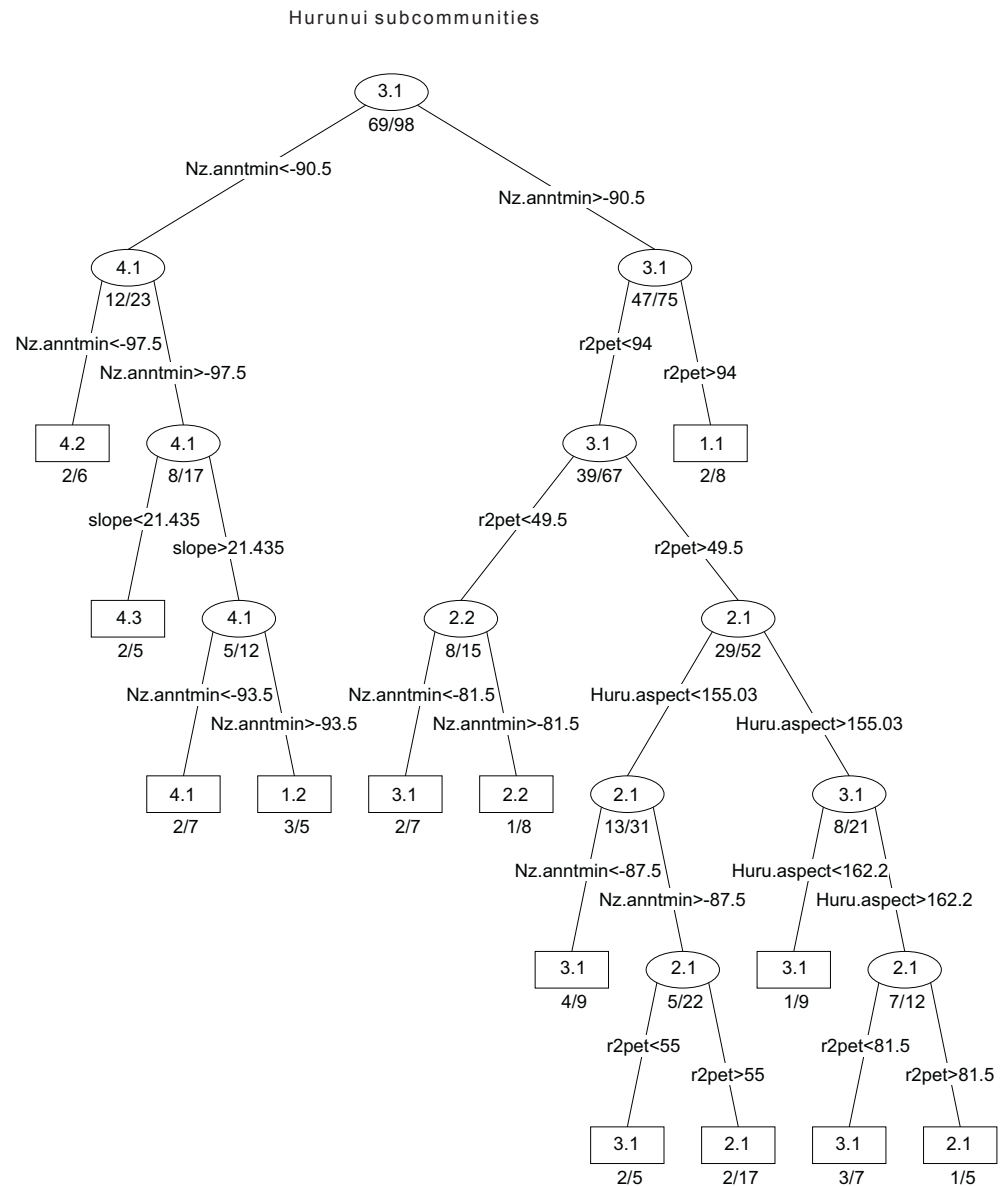 Hurunui subcommunities
3.1
69/98
Nz.anntmin<-90.5
Nz.anntmin>-90.5
4.1
12/23
3.1
47/75
Nz.anntmin<-97.5
Nz.anntmin>-97.5
r2pet<94
r2pet>94
4.2
2/6
4.1
8/17
3.1
39/67
1.1
2/8
slope<21.435
slope>21.435
r2pet<49.5
r2pet>49.5
4.3
2/5
4.1
5/12
2.2
8/15
2.1
29/52
Nz.anntmin<-93.5
Nz.anntmin>-93.5
Nz.anntmin<-81.5
Nz.anntmin>-81.5
Huru.aspect<155.03
Huru.aspect>155.03
4.1
2/7
1.2
3/5
3.1
2/7
2.2
1/8
2.1
13/31
3.1
8/21
Nz.anntmin<-87.5
Nz.anntmin>-87.5
Huru.aspect<162.2
Huru.aspect>162.2
3.1
4/9
2.1
5/22
3.1
1/9
2.1
7/12
r2pet<55
r2pet>55
r2pet<81.5
r2pet>81.5
3.1
2/5
2.1
2/17
3.1
3/7
2.1
1/5